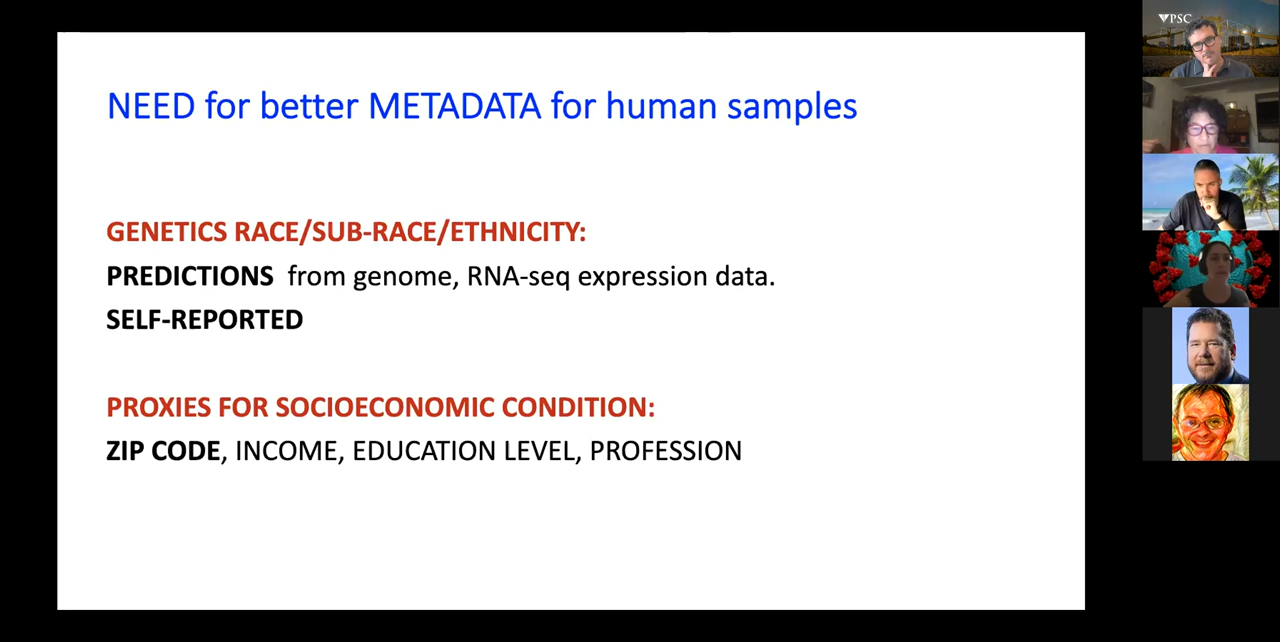 NEED for better METADATA for human samples
GENETICS RACE/SUB-RACE/ETHNICITY:
PREDICTIONS from genome, RNA-seq expression data.
SELF-REPORTED
PROXIES FOR SOCIOECONOMIC CONDITION:
ZIP CODE, INCOME, EDUCATION LEVEL, PROFESSION
PSC